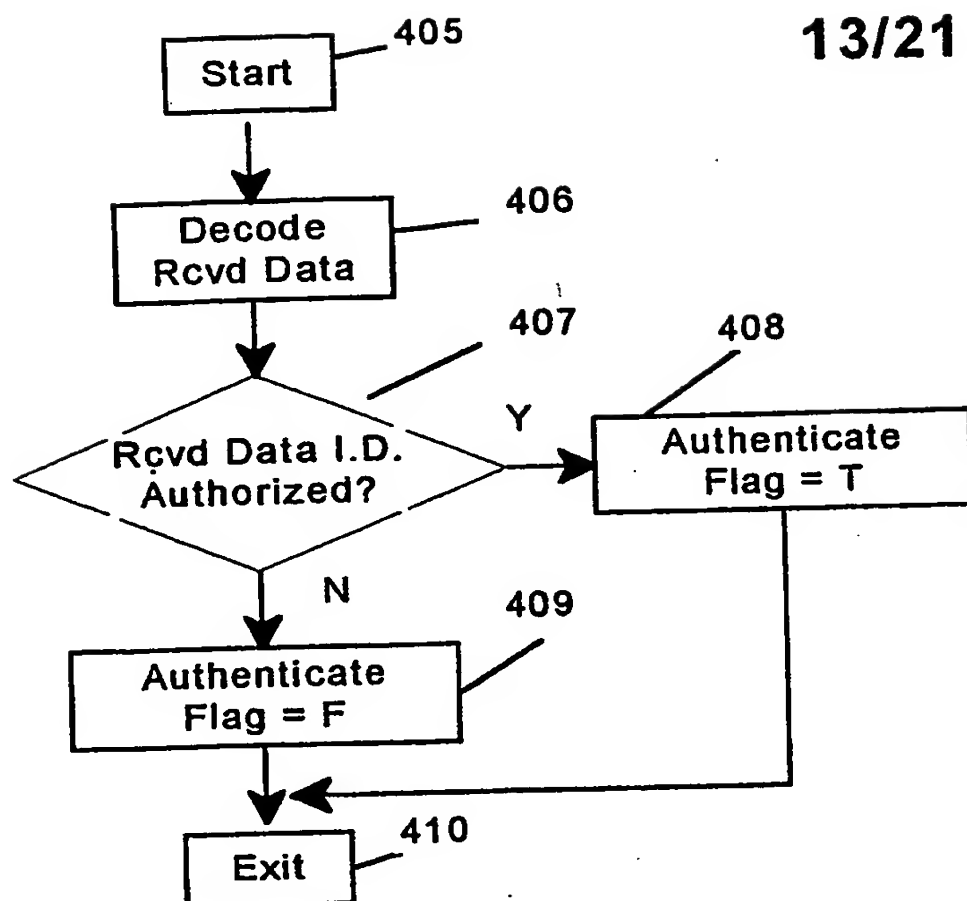 13/21
405
Start
406
Decode
Rcvd Data
407
408
Rcvd Data I.D.
Authorized?
Y
Authenticate
Flag = T
N
409
Authenticate
Flag = F
410
Exit